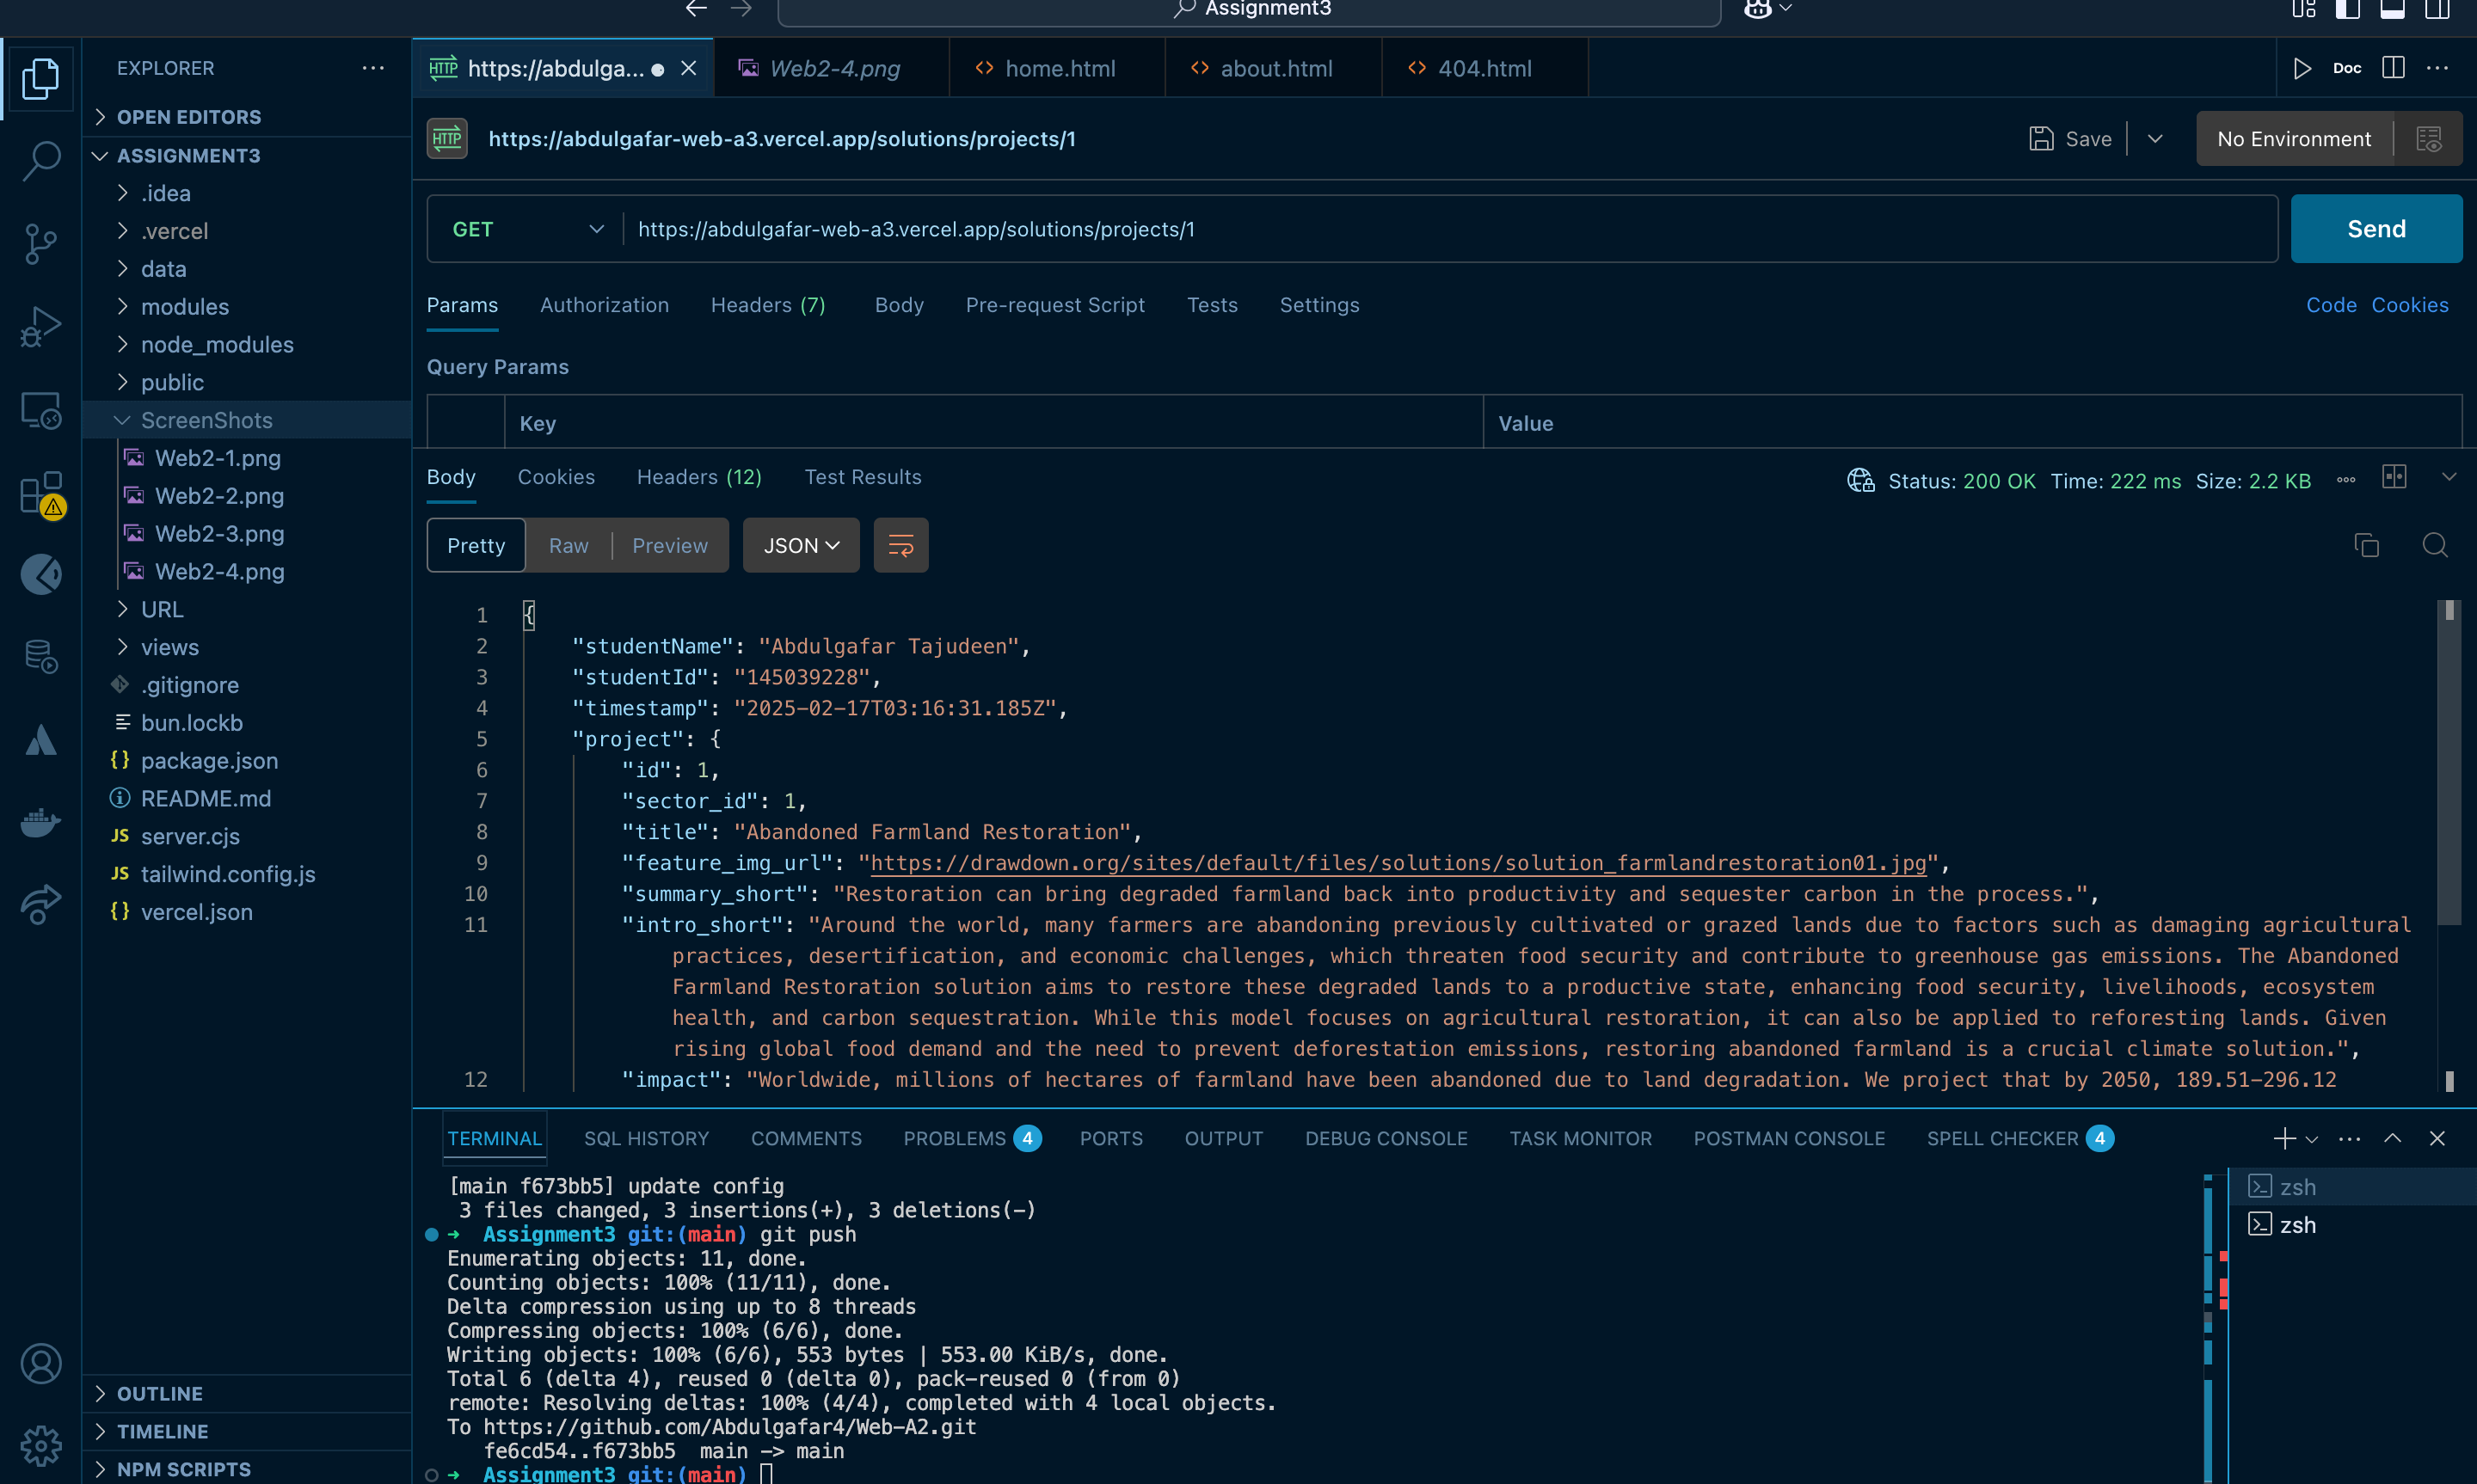 Assignment3
EXPLORER
OPEN EDITORS
ASSIGNMENT3
.idea
.vercel
data
modules
node_modules
public
ScreenShots
Web2-1.png
Web2-2.png
Web2-3.png
Web2-4.png
URL
views
.gitignore
bun.lockb
package.json
README.md
JS server.cjs
JS tailwind.config.js
vercel.json
OUTLINE
TIMELINE
NPM SCRIPTS
HTTP https://abdulga... Web2-4.png home.html about.html 404.html Doc
HTTP https://abdulgafar-web-a3.vercel.app/solutions/projects/1 Save No Environment
GET https://abdulgafar-web-a3.vercel.app/solutions/projects/1 Send
Params Authorization Headers (7) Body Pre-request Script Tests Settings Code Cookies
Query Params
Key Value
Body Cookies Headers (12) Test Results Status: 200 OK Time: 222 ms Size: 2.2 KB
Pretty Raw Preview JSON
1 {
2 "studentName": "Abdulgafar Tajudeen",
3 "studentId": "145039228",
4 "timestamp": "2025-02-17T03:16:31.185Z",
5 "project": {
6 "id": 1,
7 "sector_id": 1,
8 "title": "Abandoned Farmland Restoration",
9 "feature_img_url": "https://drawdown.org/sites/default/files/solutions/solution_farmlandrestoration01.jpg",
10 "summary_short": "Restoration can bring degraded farmland back into productivity and sequester carbon in the process.",
11 "intro_short": "Around the world, many farmers are abandoning previously cultivated or grazed lands due to factors such as damaging agricultural
practices, desertification, and economic challenges, which threaten food security and contribute to greenhouse gas emissions. The Abandoned
Farmland Restoration solution aims to restore these degraded lands to a productive state, enhancing food security, livelihoods, ecosystem
health, and carbon sequestration. While this model focuses on agricultural restoration, it can also be applied to reforesting lands. Given
rising global food demand and the need to prevent deforestation emissions, restoring abandoned farmland is a crucial climate solution.",
12 "impact": "Worldwide, millions of hectares of farmland have been abandoned due to land degradation. We project that by 2050, 189.51-296.12
TERMINAL SQL HISTORY COMMENTS PROBLEMS 4 PORTS OUTPUT DEBUG CONSOLE TASK MONITOR POSTMAN CONSOLE SPELL CHECKER 4
[main f673bb5] update config
3 files changed, 3 insertions(+), 3 deletions(-)
➜ Assignment3 git:(main) git push
Enumerating objects: 11, done.
Counting objects: 100% (11/11), done.
Delta compression using up to 8 threads
Compressing objects: 100% (6/6), done.
Writing objects: 100% (6/6), 553 bytes | 553.00 KiB/s, done.
Total 6 (delta 4), reused 0 (delta 0), pack-reused 0 (from 0)
remote: Resolving deltas: 100% (4/4), completed with 4 local objects.
To https://github.com/Abdulgafar4/Web-A2.git
fe6cd54..f673bb5 main -> main
➜ Assignment3 git:(main)
zsh
zsh